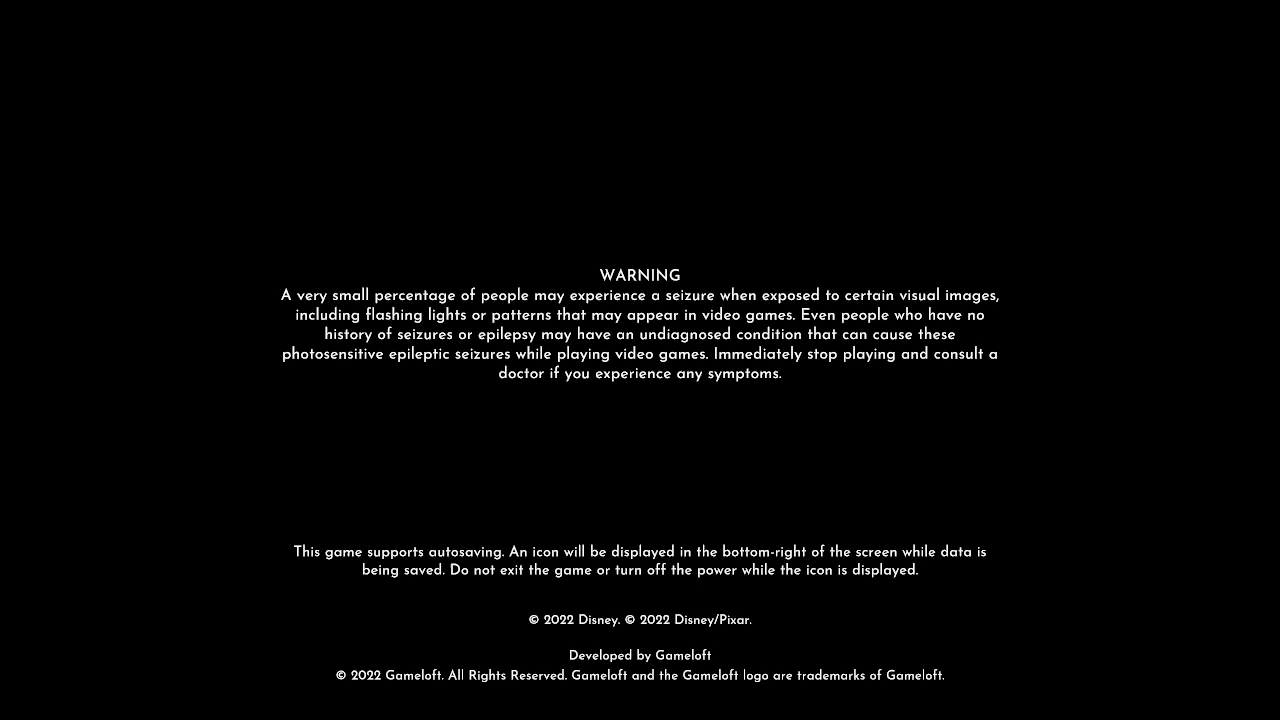 WARNING
A very small percentage of people may experience a seizure when exposed to certain visual images,
including flashing lights or patterns that may appear in video games. Even people who have no
history of seizures or epilepsy may have an undiagnosed condition that can cause these
photosensitive epileptic seizures while playing video games. Immediately stop playing and consult a
doctor if you experience any symptoms.
This game supports autosaving. An icon will be displayed in the bottom-right of the screen while data is
being saved. Do not exit the game or turn off the power while the icon is displayed.
© 2022 Disney. © 2022 Disney/Pixar.
Developed by Gameloft
© 2022 Gameloft. All Rights Reserved. Gameloft and the Gameloft logo are trademarks of Gameloft.